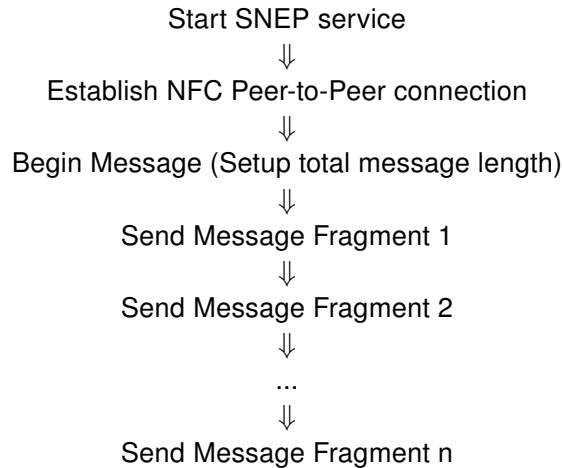 Start SNEP service
⇓
Establish NFC Peer-to-Peer connection
⇓
Begin Message (Setup total message length)
⇓
Send Message Fragment 1
⇓
Send Message Fragment 2
⇓
...
⇓
Send Message Fragment n